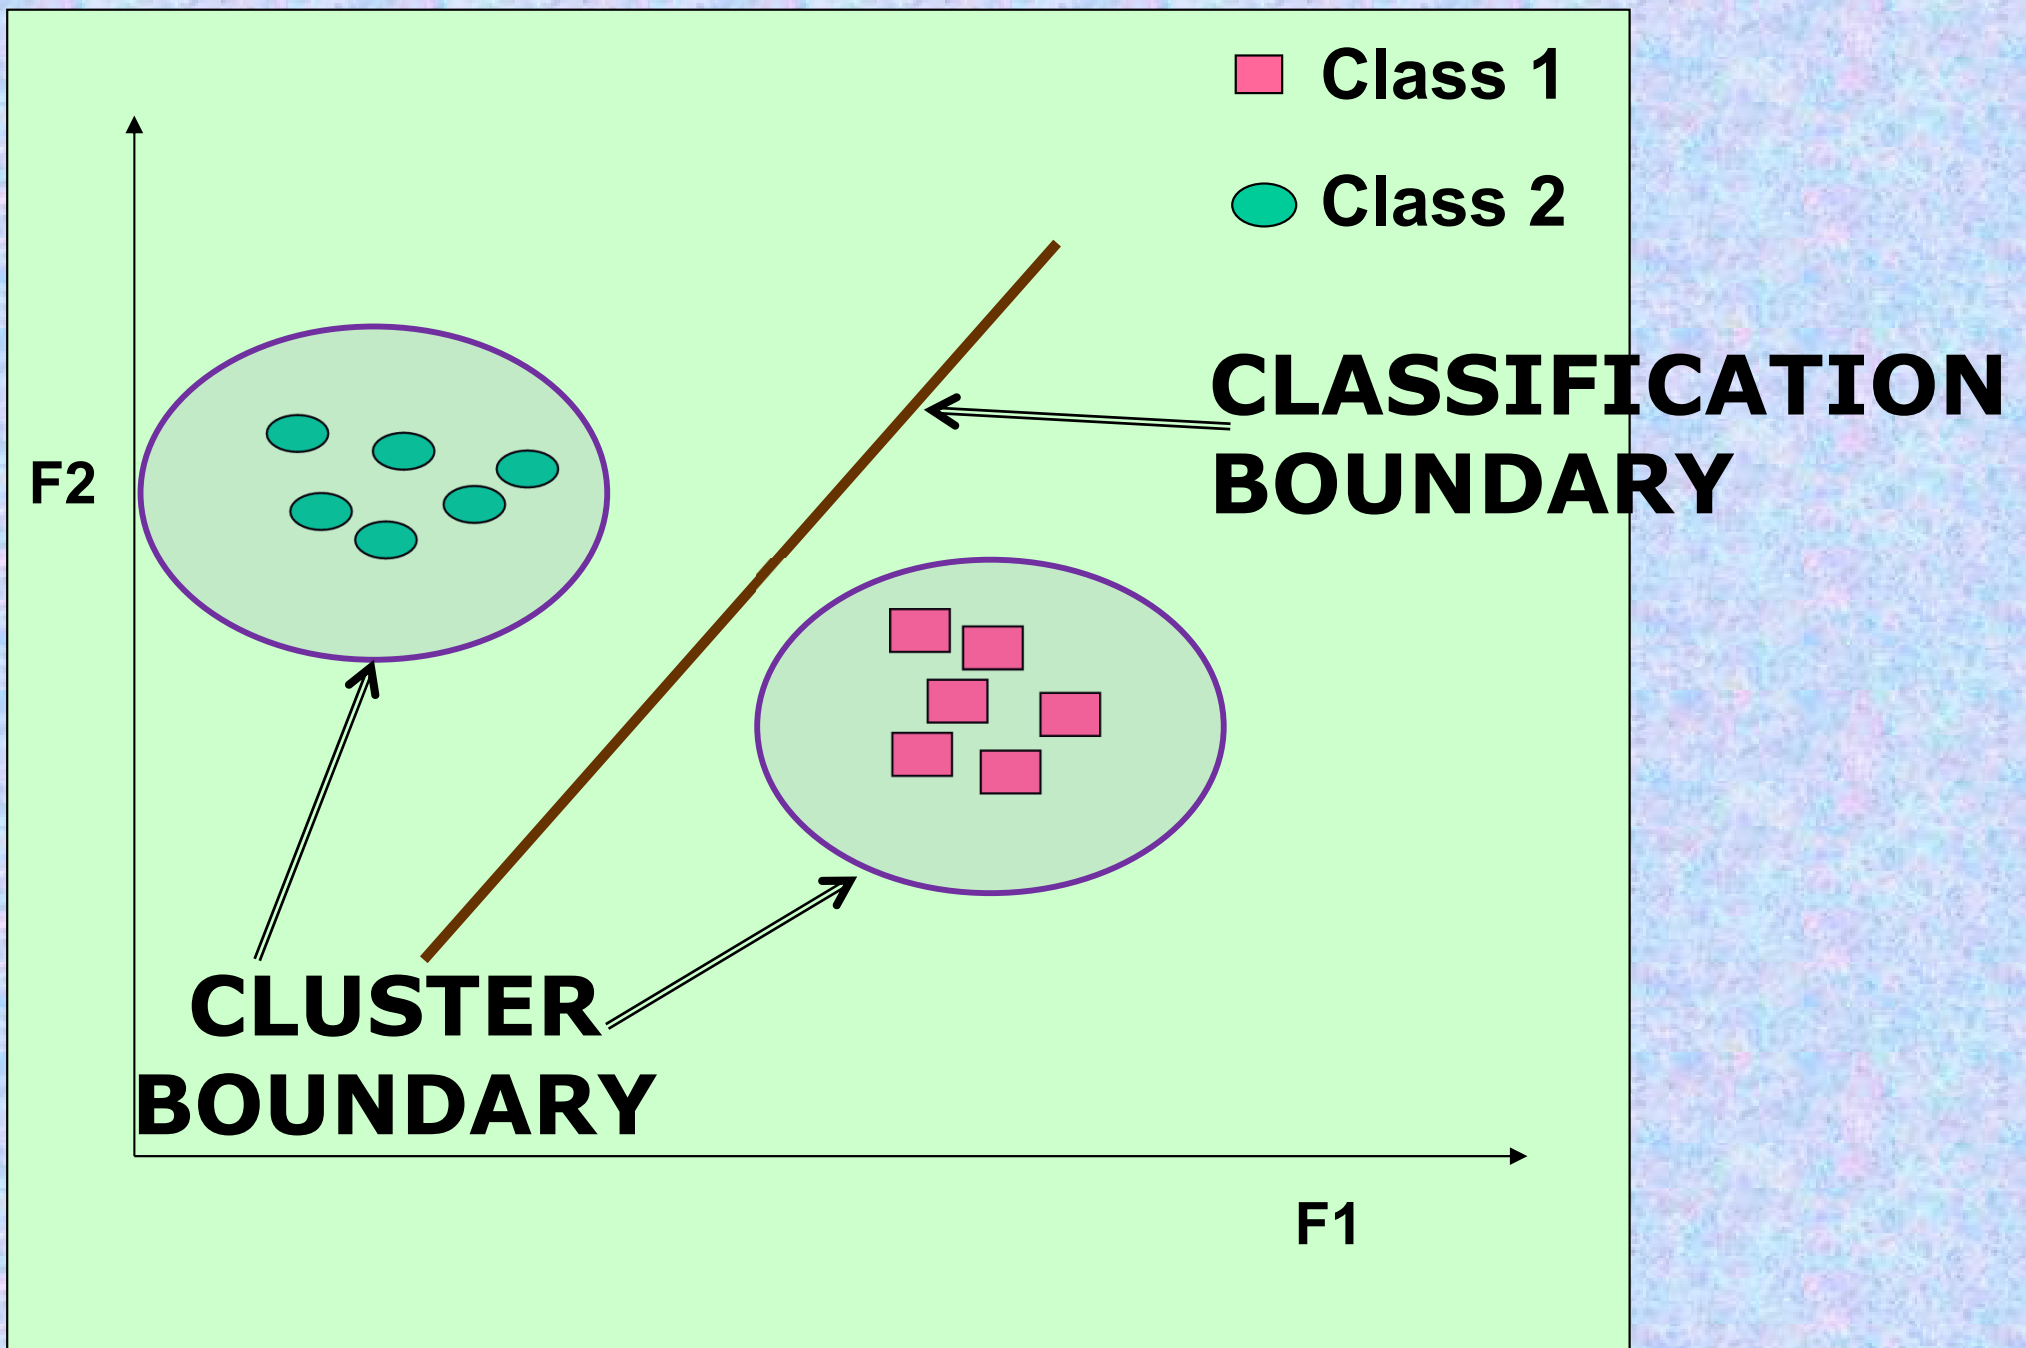 Class 1
Class 2
CLASSIFICATION
BOUNDARY
F2
CLUSTER
BOUNDARY
F1